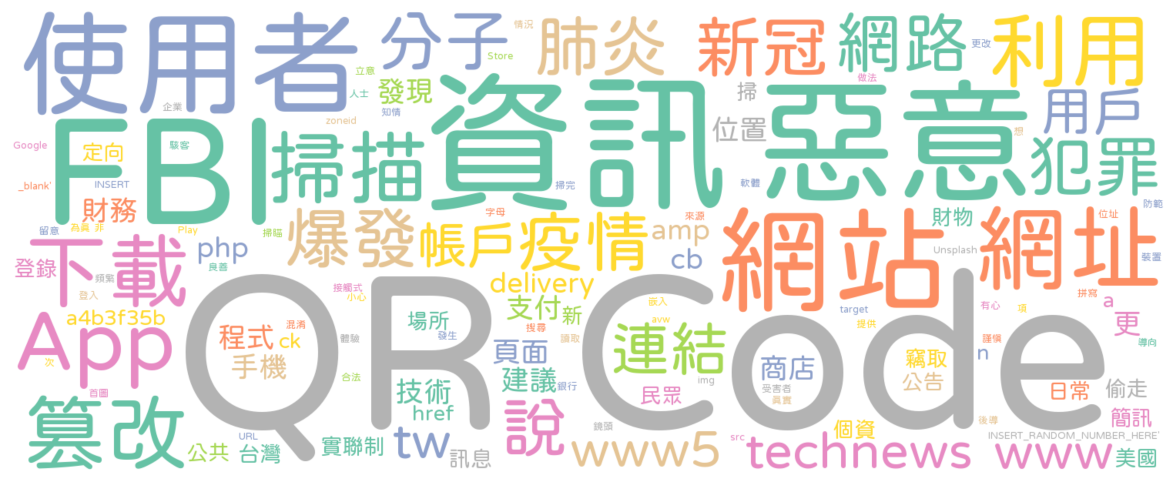 使用者
分子
情況
Store
肺炎
新冠
網路
更改
利用
立意
人士
發現
知情
企業
zoneid
資訊
掃
做法
位置
惡意
想
用戶
犯罪
Google
定向
駭客
FBI
掃描
_blank'
INSERT
財務
掃完
軟體
防範
留意
為真
非
Play
掃瞄
爆發
字母
帳戶
疫情
來源
amp
網站
財物
網址
位址
登錄
下載
頻繁
php
良善
cb
Unsplash
裝置
登入
接觸式
小心
delivery
嵌入
有心
拼寫
a4b3f35b
QR
Code
支付
新
avw
target
項
a
更
App
程式
混淆
ck
體驗
場所
發生
搜尋
讀取
連結
提供
謹慎
n
導向
次
手機
合法
頁面
商店
竊取
首圖
技術
建議
銀行
img
受害者
真實
公告
日常
偷走
篡改
href
民眾
後導
簡訊
公共
URL
台灣
實聯制
tw
訊息
說
鏡頭
www5
src
technews
個資
INSERT_RANDOM_NUMBER_HERE'
www
美國